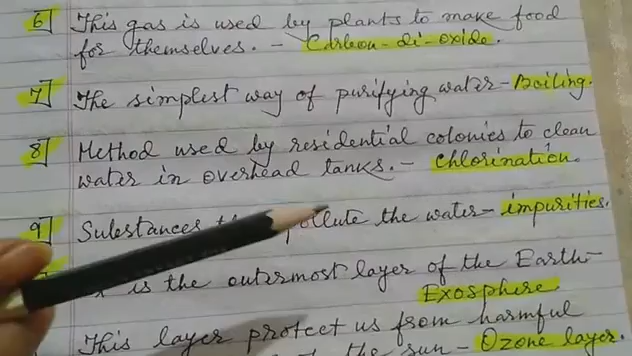 6] This gas is used by plants to make food
for themselves. - Carbon-di-oxide.
7] The simplest way of purifying water - Boiling.
8] Method used by residential colonies to clean
water in overhead tanks. - Chlorination.
9] Substances pollute the water - impurities.
is the outermost layer of the Earth -
Exosphere.
This layer protect us from harmful
the sun - Ozone layer.